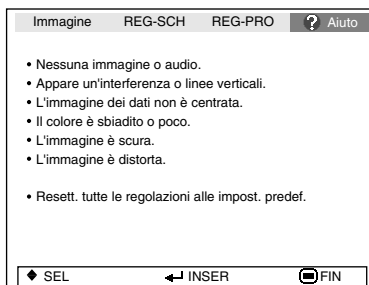 Immagine REG-SCH REG-PRO ? Aiuto
• Nessuna immagine o audio.
• Appare un'interferenza o linee verticali.
• L'immagine dei dati non è centrata.
• Il colore è sbiadito o poco.
• L'immagine è scura.
• L'immagine è distorta.
• Resett. tutte le regolazioni alle impost. predef.
SEL INSER FIN